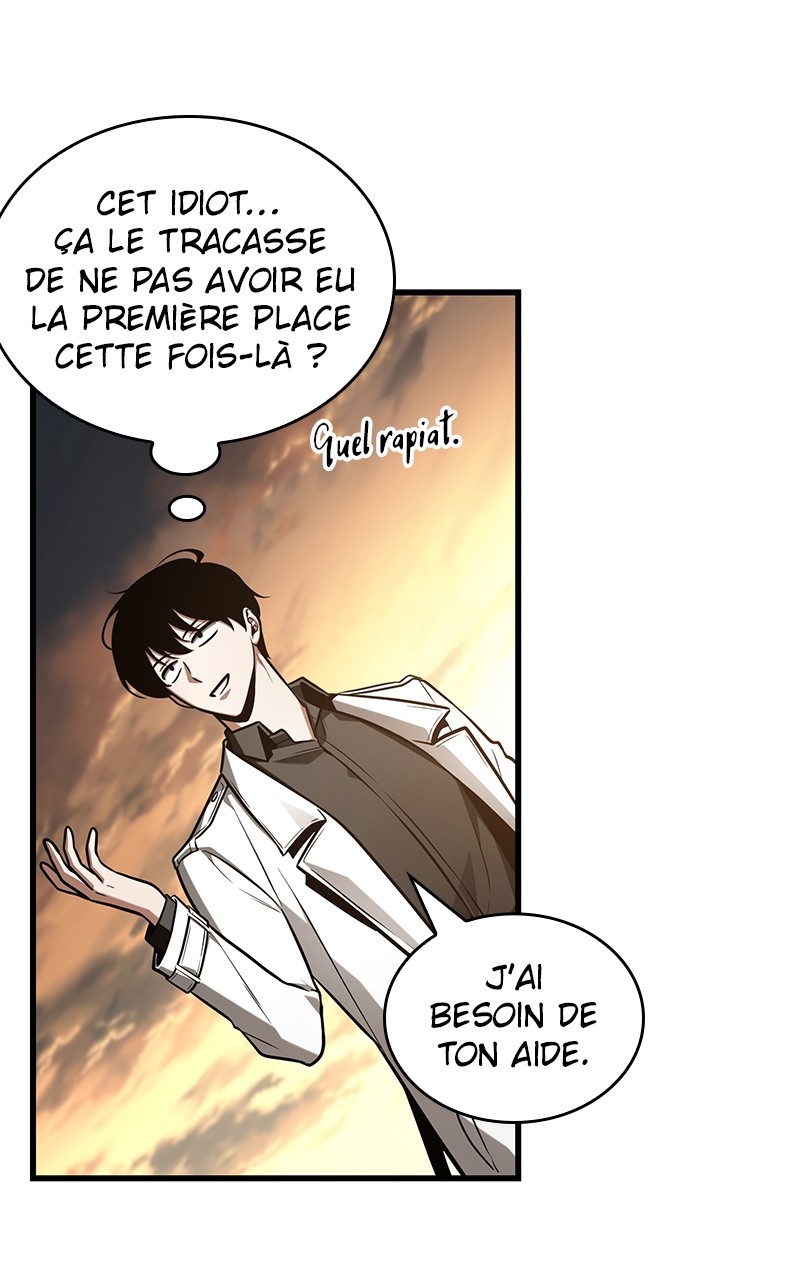 CET IDIOT...
ÇA LE TRACASSE
DE NE PAS AVOIR EU
LA PREMIÈRE PLACE
CETTE FOIS-LÀ ?
Quel rapiat.
J'AI
BESOIN DE
TON AIDE.